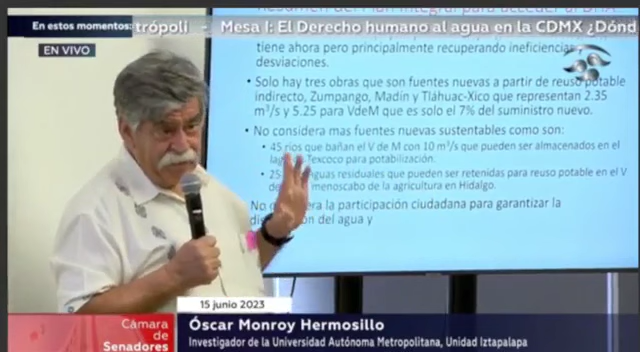 En estos momentos: trópoli - Mesa I: El Derecho humano al agua en la CDMX ¿Dónd
EN VIVO
tiene ahora pero principalmente recuperando ineficiencias
desviaciones.
• Solo hay tres obras que son fuentes nuevas a partir de reuso potable
indirecto, Zumpango, Madin y Tláhuac-Xico que representan 2.35
m³/s y 5.25 para VdeM que es solo el 7% del suministro nuevo.
• No considera mas fuentes nuevas sustentables como son:
• 45 rios que bañan el V de M con 10 m³/s que pueden ser almacenados en el
Texcoco para potabilización.
• 25 aguas residuales que pueden ser retenidas para reuso potable en el V
menoscabo de la agricultura en Hidalgo.
No la participación ciudadana para garantizar la
del agua y
15 junio 2023
Cámara
de
Senadores
Óscar Monroy Hermosillo
Investigador de la Universidad Autónoma Metropolitana, Unidad Iztapalapa